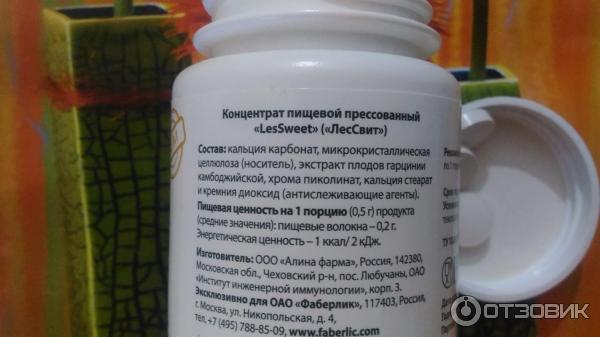 Концентрат пищевой прессованный
«LesSweet» («ЛесСвит»)
Состав: кальция карбонат, микрокристаллическая
целлюлоза (носитель), экстракт плодов гарцинии
камбоджийской, хрома пиколинат, кальция стеарат
и кремния диоксид (антислеживающие агенты).
Пищевая ценность на 1 порцию (0,5 г) продукта
(средние значения): пищевые волокна – 0,2 г.
Энергетическая ценность – 1 ккал/ 2 кДж.
Изготовитель: ООО «Алина фарма», Россия, 142380,
Московская обл., Чеховский р-н, пос. Любучаны, ОАО
«Институт инженерной иммунологии», корп. 3.
Эксклюзивно для ОАО «Фаберлик», 117403, Россия,
г. Москва, ул. Никопольская, д. 4,
тел. +7 (495) 788-85-09, www.faberlic.com
ОТЗОВИК